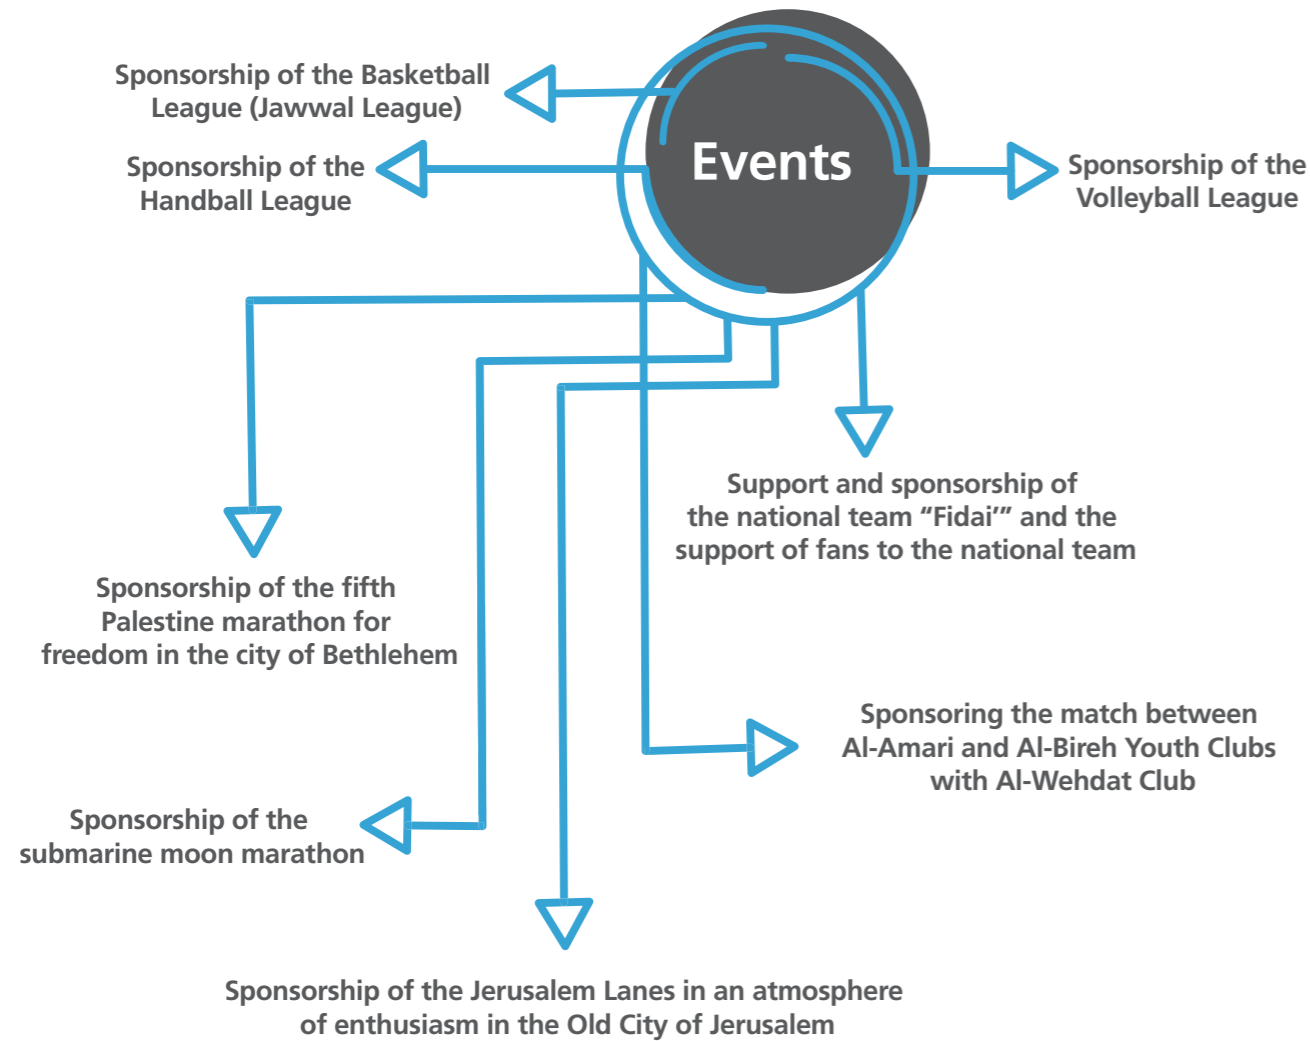 Sponsorship of the Basketball
League (Jawwal League)
Events
Sponsorship of the
Handball League
Sponsorship of the
Volleyball League
Support and sponsorship of
the national team “Fidai’” and the
support of fans to the national team
Sponsorship of the fifth
Palestine marathon for
freedom in the city of Bethlehem
Sponsoring the match between
Al-Amari and Al-Bireh Youth Clubs
with Al-Wehdat Club
Sponsorship of the
submarine moon marathon
Sponsorship of the Jerusalem Lanes in an atmosphere
of enthusiasm in the Old City of Jerusalem